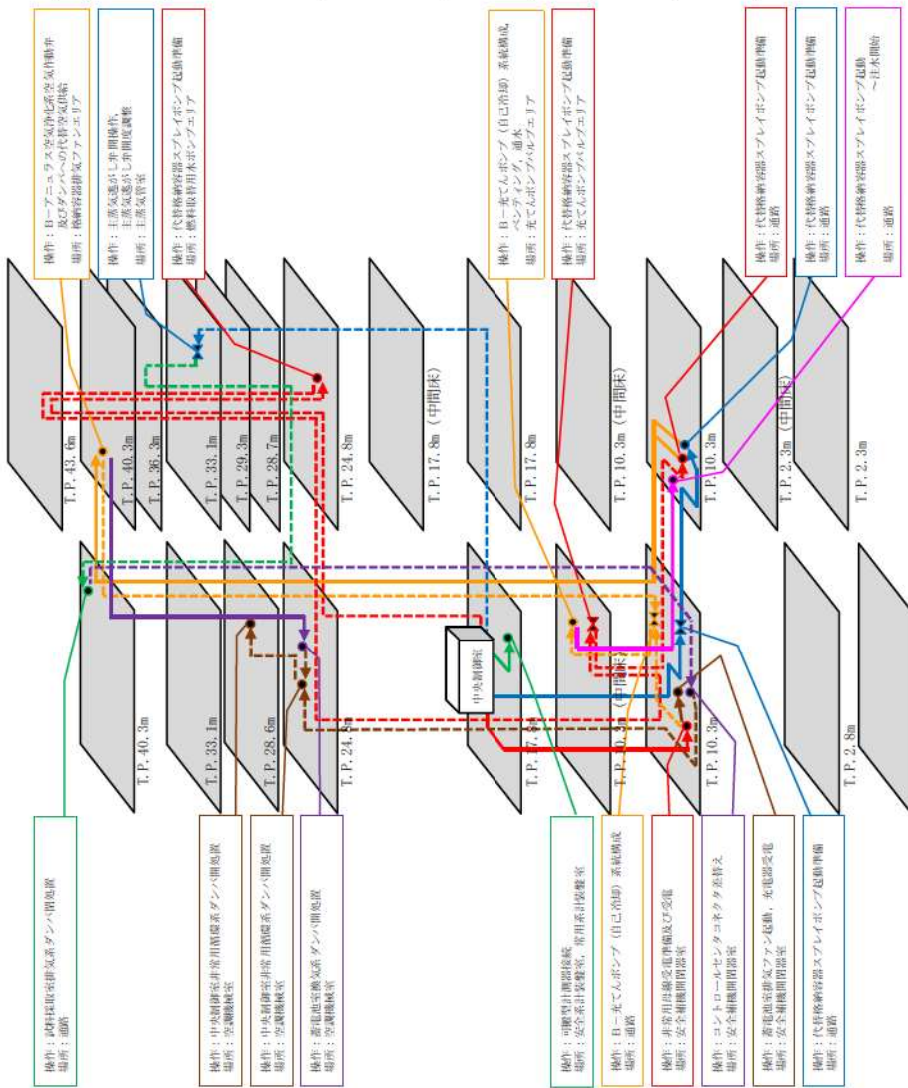 操作：B－アニュラス空気浄化系空気作動弁
及びダンパへの代替空気供給
場所：格納容器排気ファンエリア
操作：主蒸気逃がし弁開操作，
主蒸気逃がし弁開度調整
場所：主蒸気管室
操作：代替格納容器スプレイポンプ起動準備
場所：燃料取替用水ポンプエリア
操作：B－充てんポンプ（自己冷却）系統構成，
ベンティング，通水
場所：充てんポンプバルブエリア
操作：代替格納容器スプレイポンプ起動準備
場所：充てんポンプバルブエリア
操作：代替格納容器スプレイポンプ起動準備
場所：通路
操作：代替格納容器スプレイポンプ起動準備
場所：通路
操作：代替格納容器スプレイポンプ起動
～注水開始
場所：通路
T.P.43.6m
T.P.40.3m
T.P.36.3m
T.P.33.1m
T.P.29.3m
T.P.28.7m
T.P.24.8m
T.P.17.8m（中間床）
T.P.17.8m
T.P.10.3m（中間床）
T.P.10.3m
T.P.2.3m（中間床）
T.P.2.3m
T.P.40.3m
T.P.33.1m
T.P.28.6m
T.P.24.8m
中央制御室
T.P.17.8m
T.P.10.3m（中間床）
T.P.10.3m
T.P.2.8m
操作：試料採取室排気系ダンパ閉処置
場所：通路
操作：中央制御室非常用循環系ダンパ開処置
場所：空調機械室
操作：中央制御室非常用循環系ダンパ開処置
場所：空調機械室
操作：蓄電池室換気系ダンパ開処置
場所：空調機械室
操作：可搬型計測器接続
場所：安全系計装盤室，常用系計装盤室
操作：B－充てんポンプ（自己冷却）系統構成
場所：通路
操作：非常用母線受電準備及び受電
場所：安全補機開閉器室
操作：コントロールセンタコネクタ差替え
場所：安全補機開閉器室
操作：蓄電池室排気ファン起動，充電器受電
場所：安全補機開閉器室
操作：代替格納容器スプレイポンプ起動準備
場所：通路